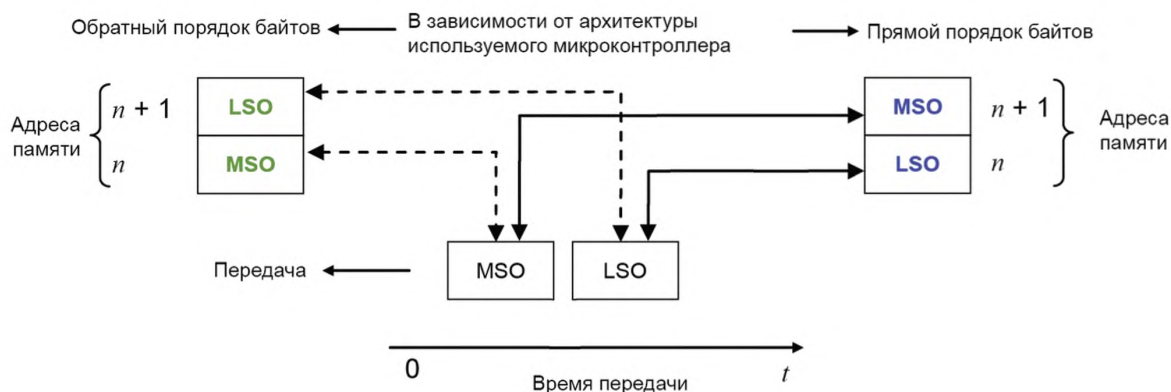 Обратный порядок байтов
В зависимости от архитектуры
используемого микроконтроллера
Прямой порядок байтов
Адреса
памяти
n + 1
n
LSO
MSO
MSO
LSO
n + 1
n
Адреса
памяти
Передача
MSO
LSO
0
Время передачи
t